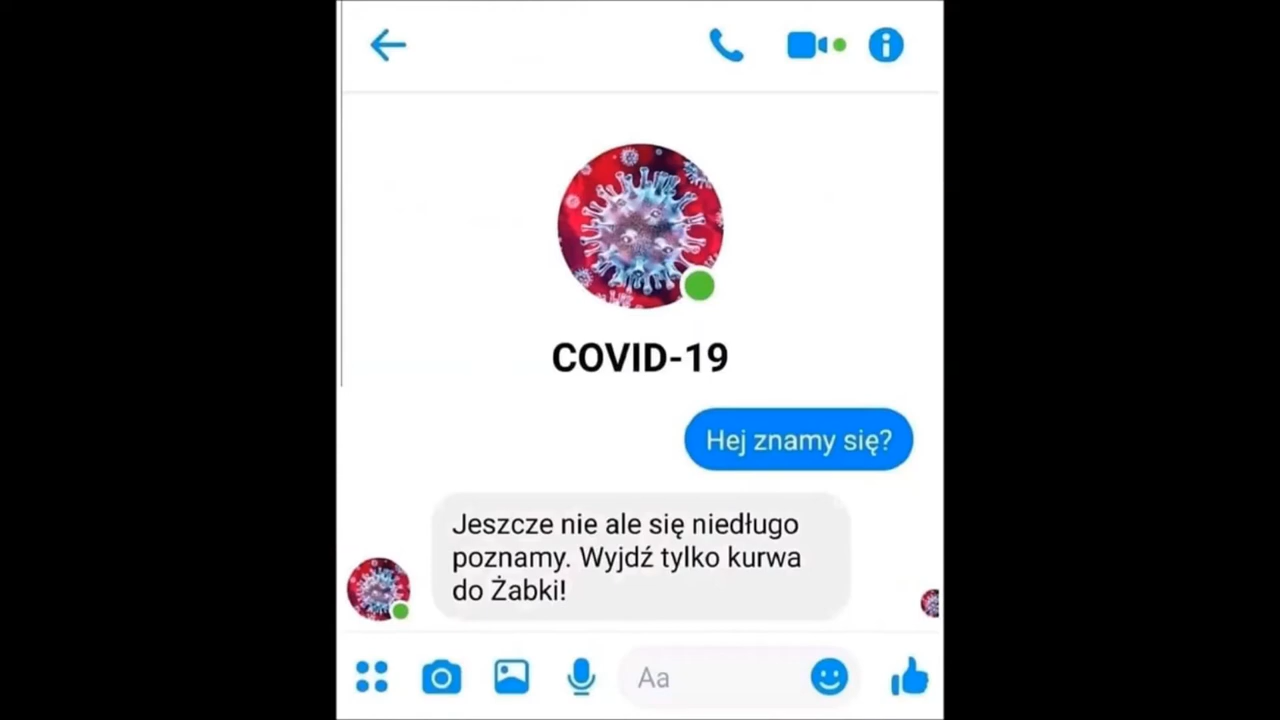 COVID-19
Hej znamy się?
Jeszcze nie ale się niedługo
poznamy. Wyjdź tylko kurwa
do Żabki!
Aa